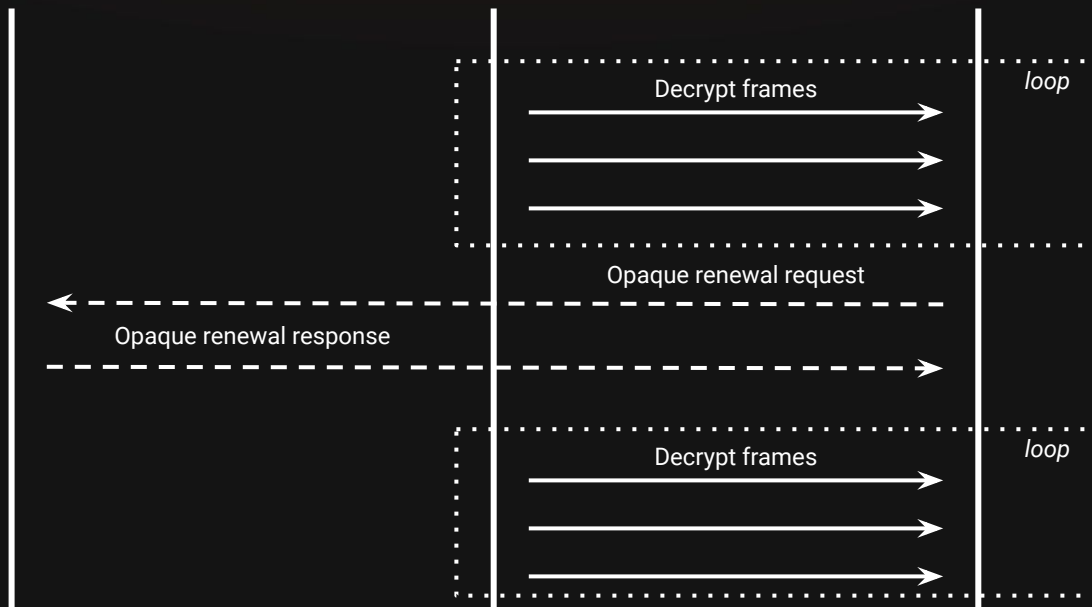 Decrypt frames
loop
Opaque renewal request
Opaque renewal response
Decrypt frames
loop